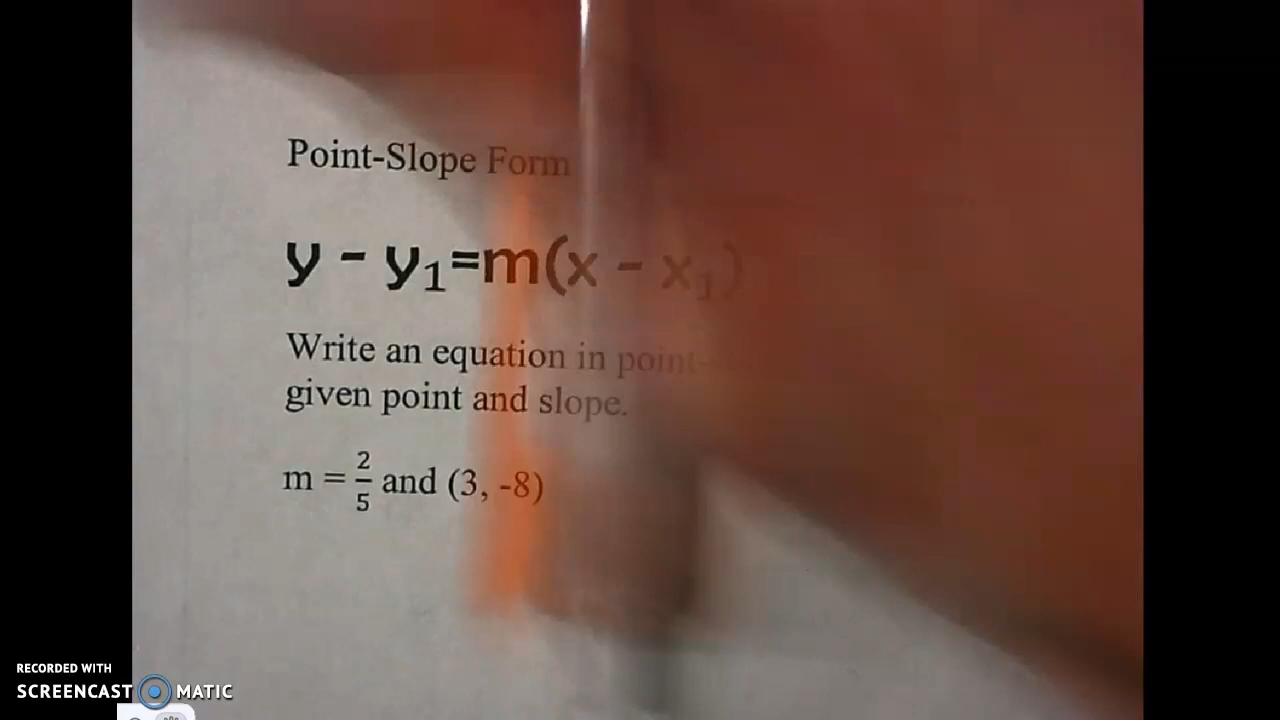 Point-Slope Form
y - y₁=m(x - x₁)
Write an equation in point-
given point and slope.
m = 2/5 and (3, -8)
RECORDED WITH
SCREENCAST MATIC